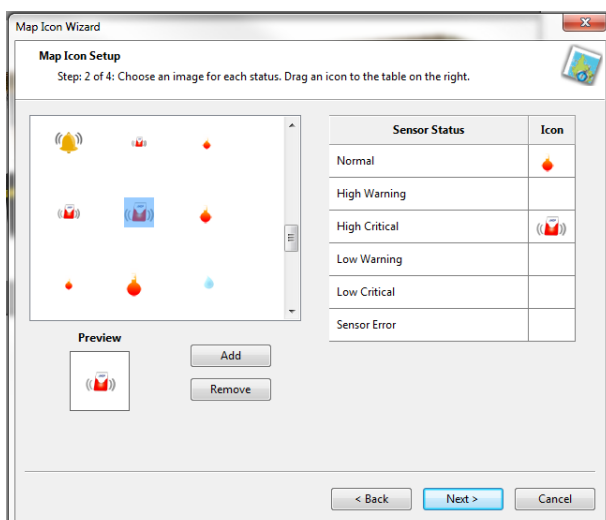 Map Icon Wizard
Map Icon Setup
Step: 2 of 4: Choose an image for each status. Drag an icon to the table on the right.
Sensor Status Icon
Normal
High Warning
High Critical
Low Warning
Low Critical
Sensor Error
Preview
Add
Remove
< Back Next > Cancel